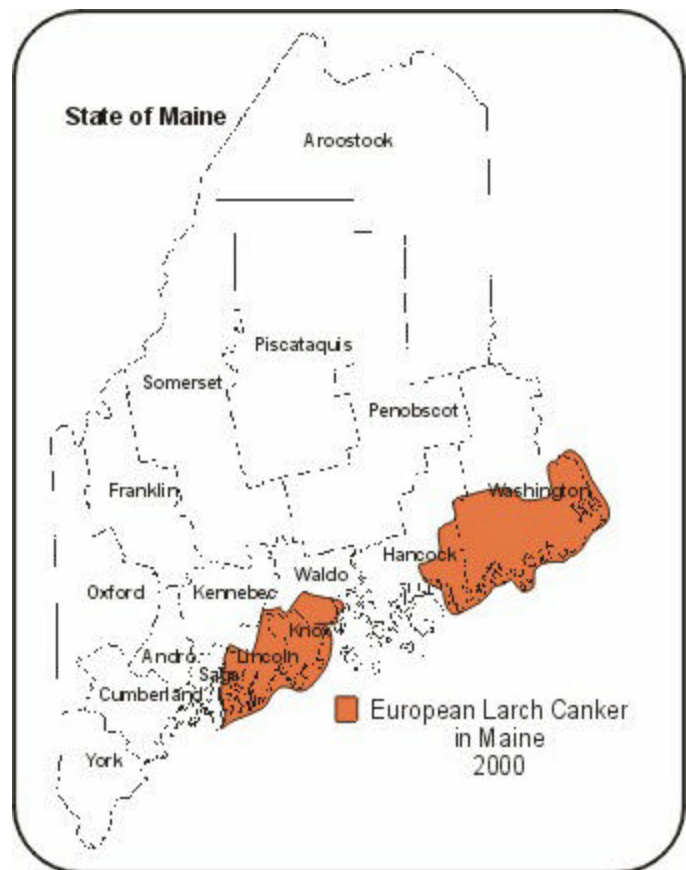 State of Maine
Aroostook
Piscataquis
Somerset
Penobscot
Franklin
Washington
Hancock
Waldo
Oxford
Kennebec
Knox
Andro.
Lincoln
Saga.
Cumberland
York
European Larch Canker
in Maine
2000